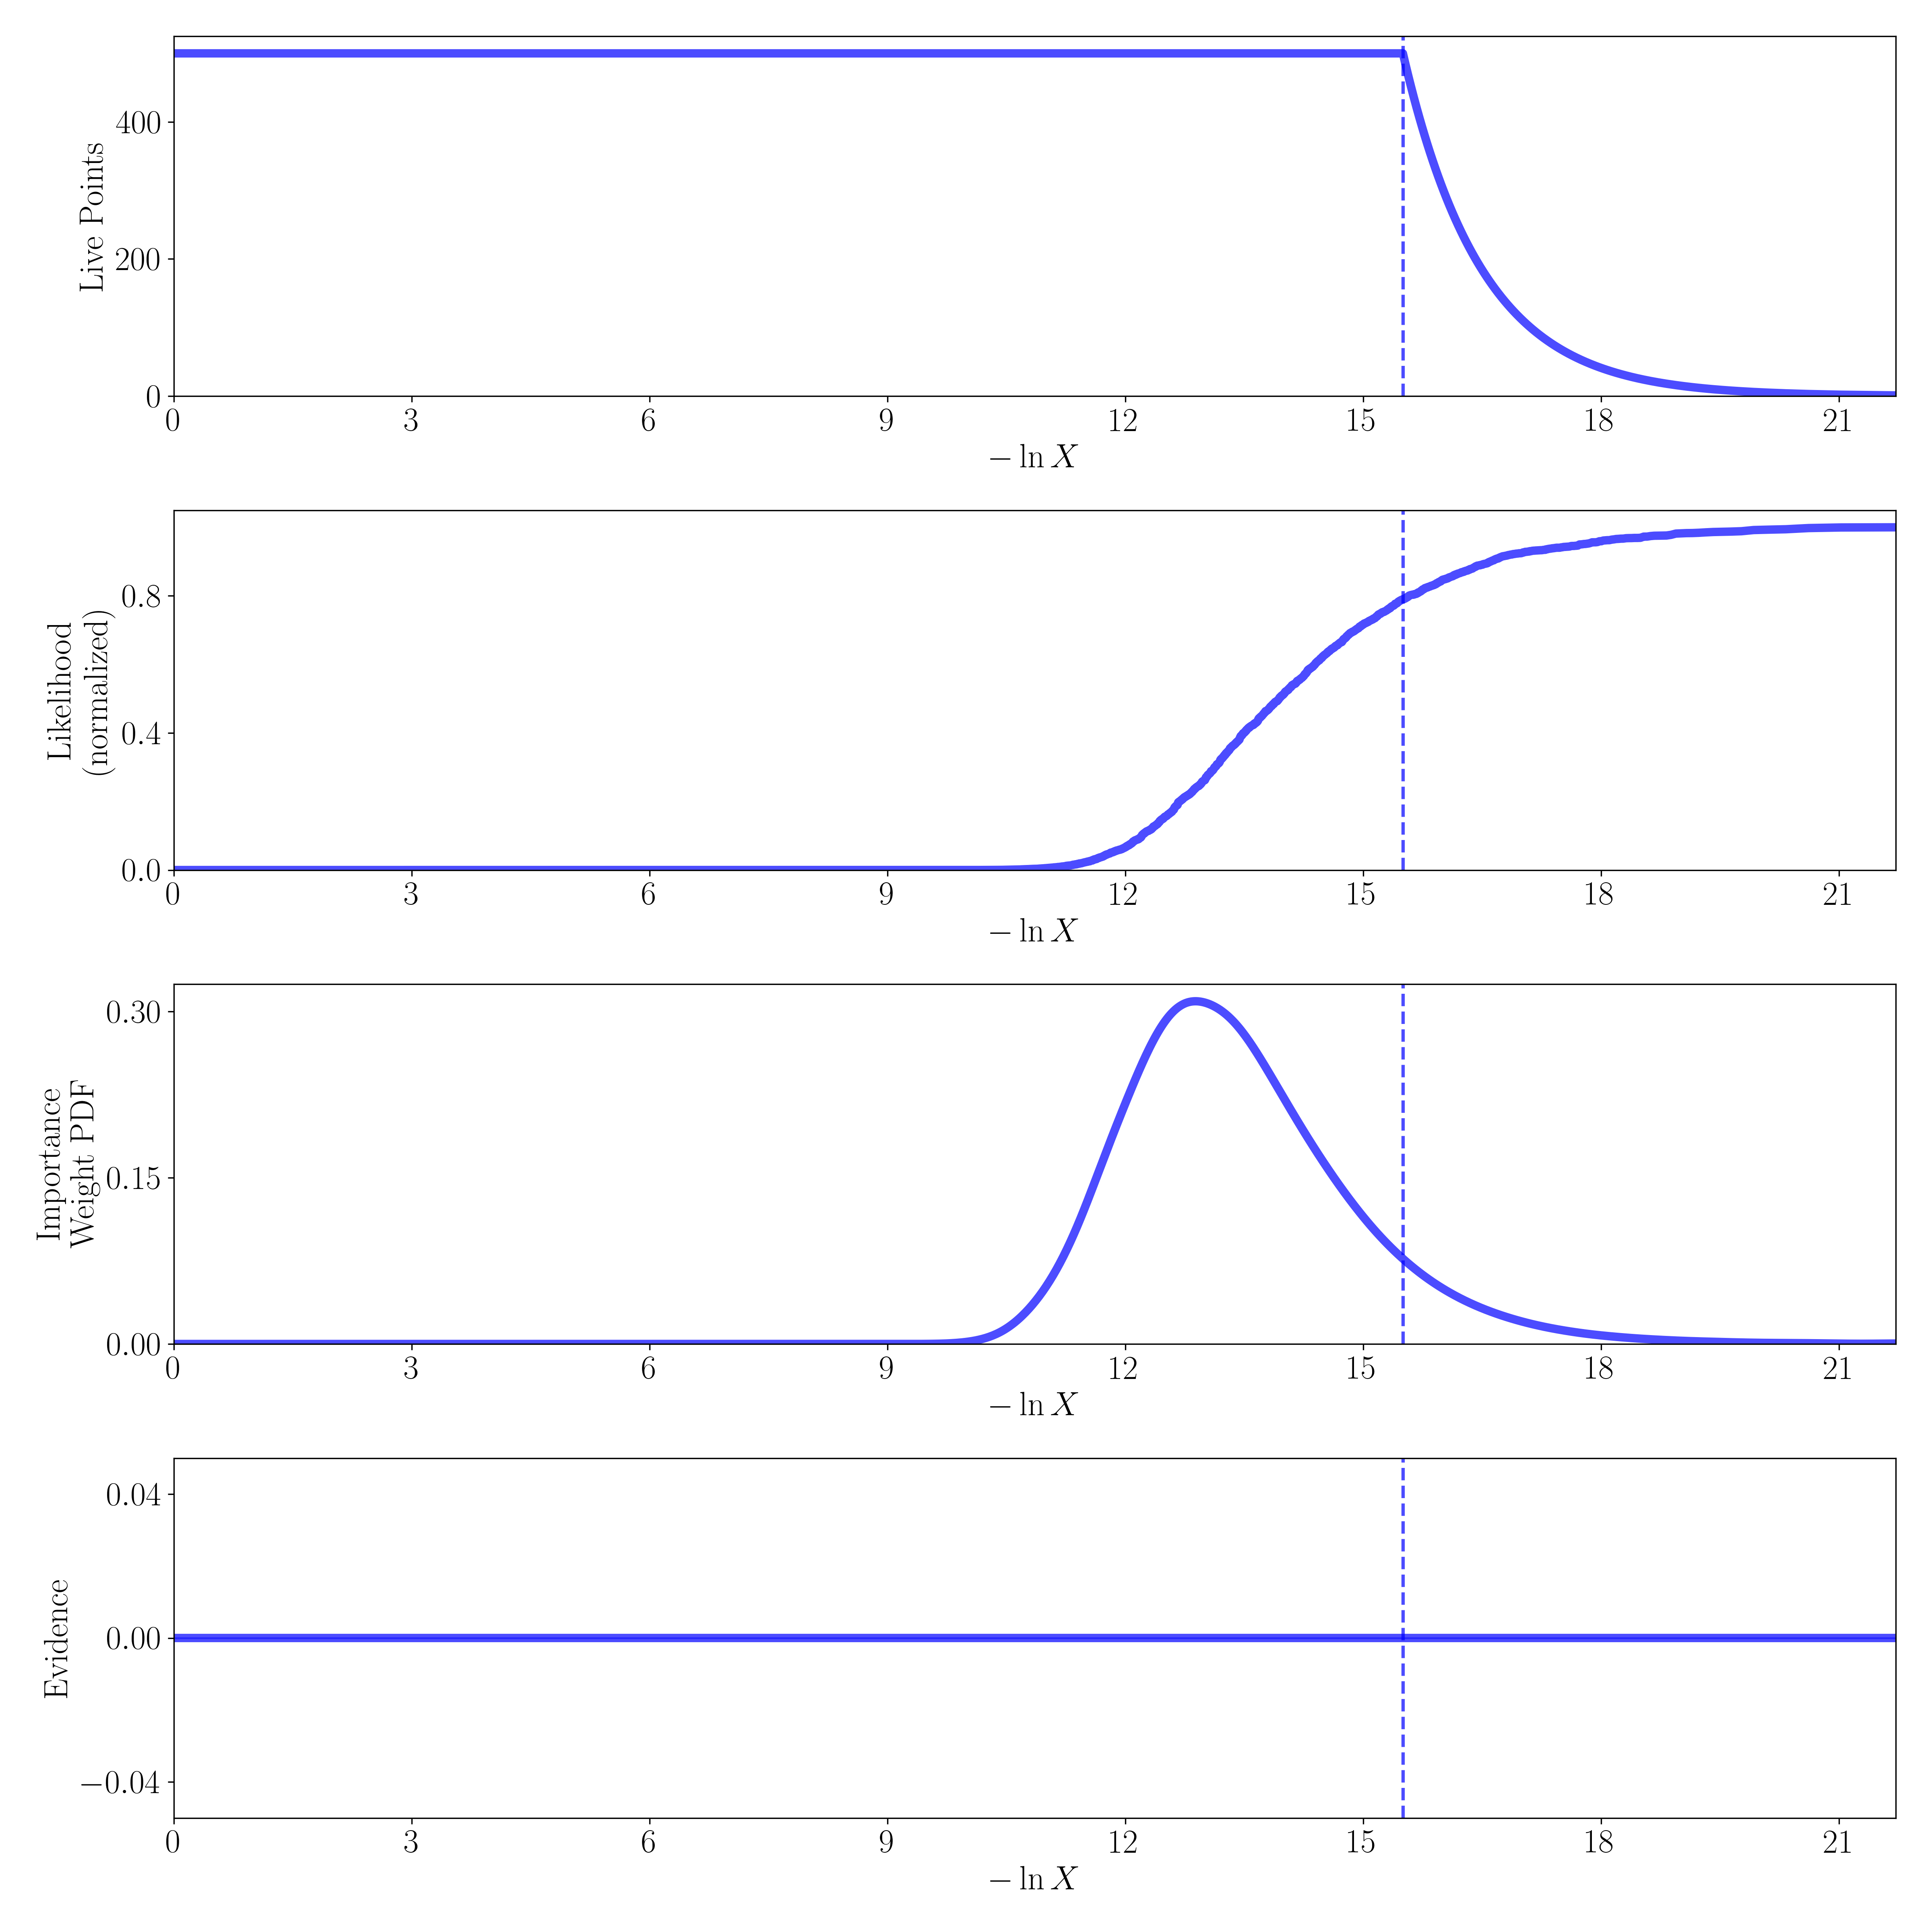 Live Points
400
200
0
0 3 6 9 12 15 18 21
− ln X
Likelihood
(normalized)
0.8
0.4
0.0
0 3 6 9 12 15 18 21
− ln X
Importance
Weight PDF
0.30
0.15
0.00
0 3 6 9 12 15 18 21
− ln X
Evidence
0.04
0.00
−0.04
0 3 6 9 12 15 18 21
− ln X